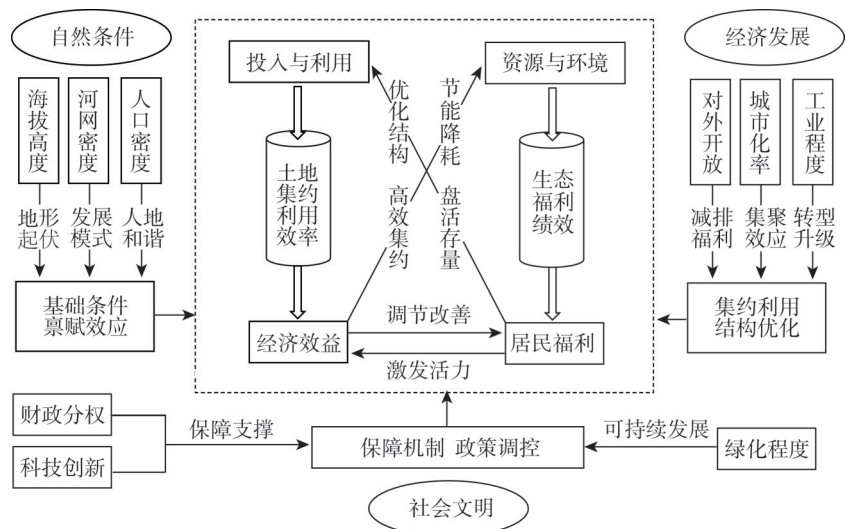 自然条件
海拔高度
河网密度
人口密度
地形
起伏
发展
模式
人地
和谐
基础条件
禀赋效应
投入与利用
资源与环境
优化结构
节能降耗
土地
集约
利用
效率
高效集约
盘活存量
生态
福利
绩效
经济效益
调节改善
激发活力
居民福利
经济发展
对外开放
城市化率
工业程度
减排
福利
集聚
效应
转型
升级
集约利用
结构优化
财政分权
科技创新
保障支撑
保障机制 政策调控
可持续发展
绿化程度
社会文明